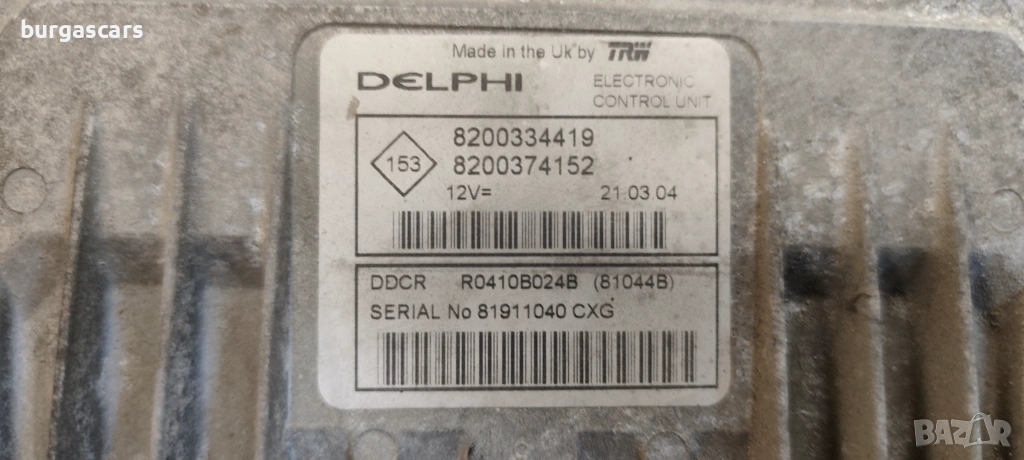 burgascars
Made in the Uk by TRW
DELPHI
ELECTRONIC
CONTROL UNIT
153
8200334419
8200374152
12V=
21.03.04
DDCR R0410B024B (81044B)
SERIAL No 81911040 CXG
BAZAR